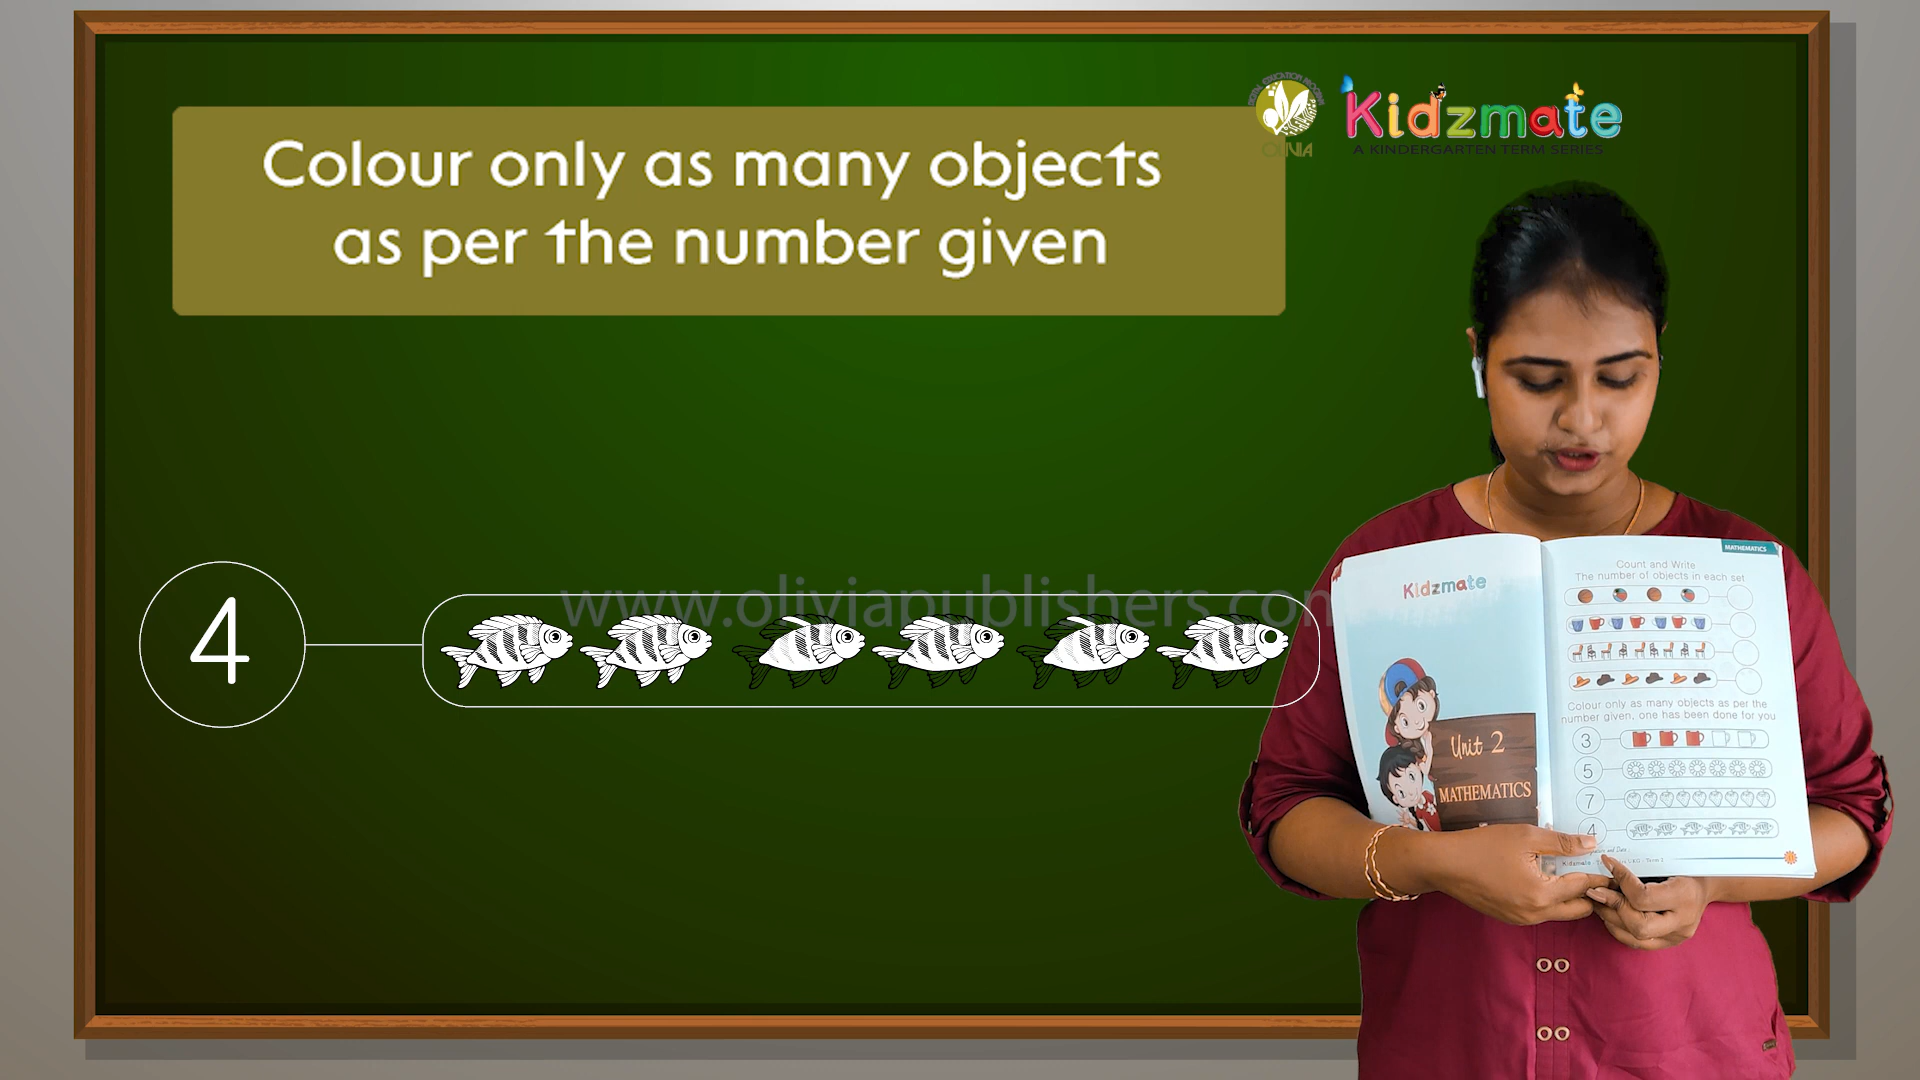 Colour only as many objects
as per the number given
OLIVIA
Kidzmate
A KINDERGARTEN TERM SERIES
4
www.oliviapublishers.com
Kidzmate
Unit 2
MATHEMATICS
MATHEMATICS
Count and Write
The number of objects in each set
Colour only as many objects as per the
number given, one has been done for you
3
5
7
4